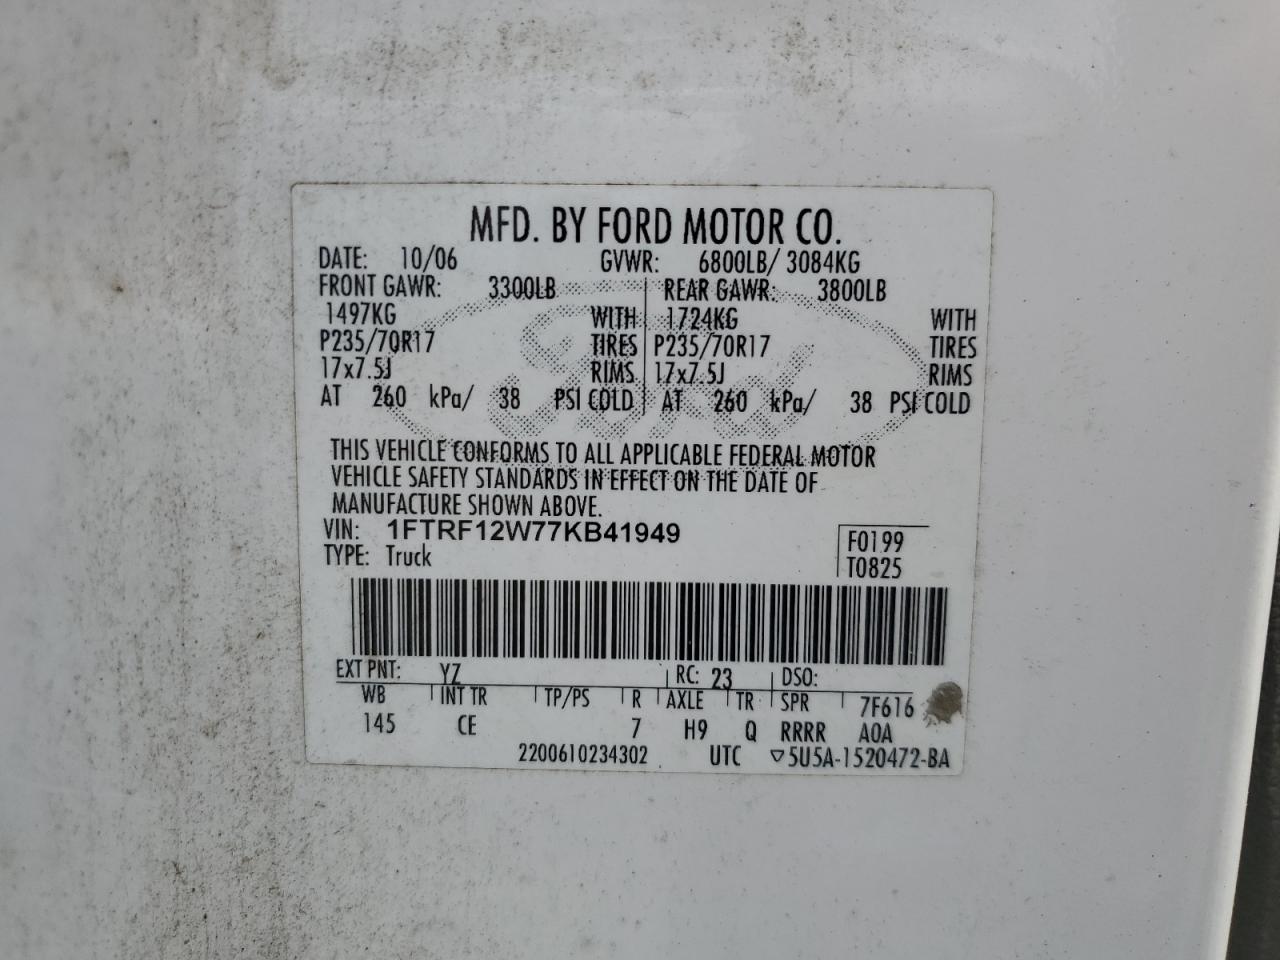 MFD. BY FORD MOTOR CO.
DATE: 10/06 GVWR: 6800LB/ 3084KG
FRONT GAWR: 3300LB REAR GAWR: 3800LB
1497KG WITH 1724KG WITH
P235/70R17 TIRES P235/70R17 TIRES
17x7.5J RIMS 17x7.5J RIMS
AT 260 kPa/ 38 PSI COLD AT 260 kPa/ 38 PSI COLD
Ford
THIS VEHICLE CONFORMS TO ALL APPLICABLE FEDERAL MOTOR
VEHICLE SAFETY STANDARDS IN EFFECT ON THE DATE OF
MANUFACTURE SHOWN ABOVE.
VIN: 1FTRF12W77KB41949 F0199
TYPE: Truck T0825
EXT PNT: YZ RC: 23 DSO:
WB INT TR TP/PS R AXLE TR SPR 7F616
145 CE 7 H9 Q RRRR AOA
2200610234302 UTC ▽5U5A-1520472-BA